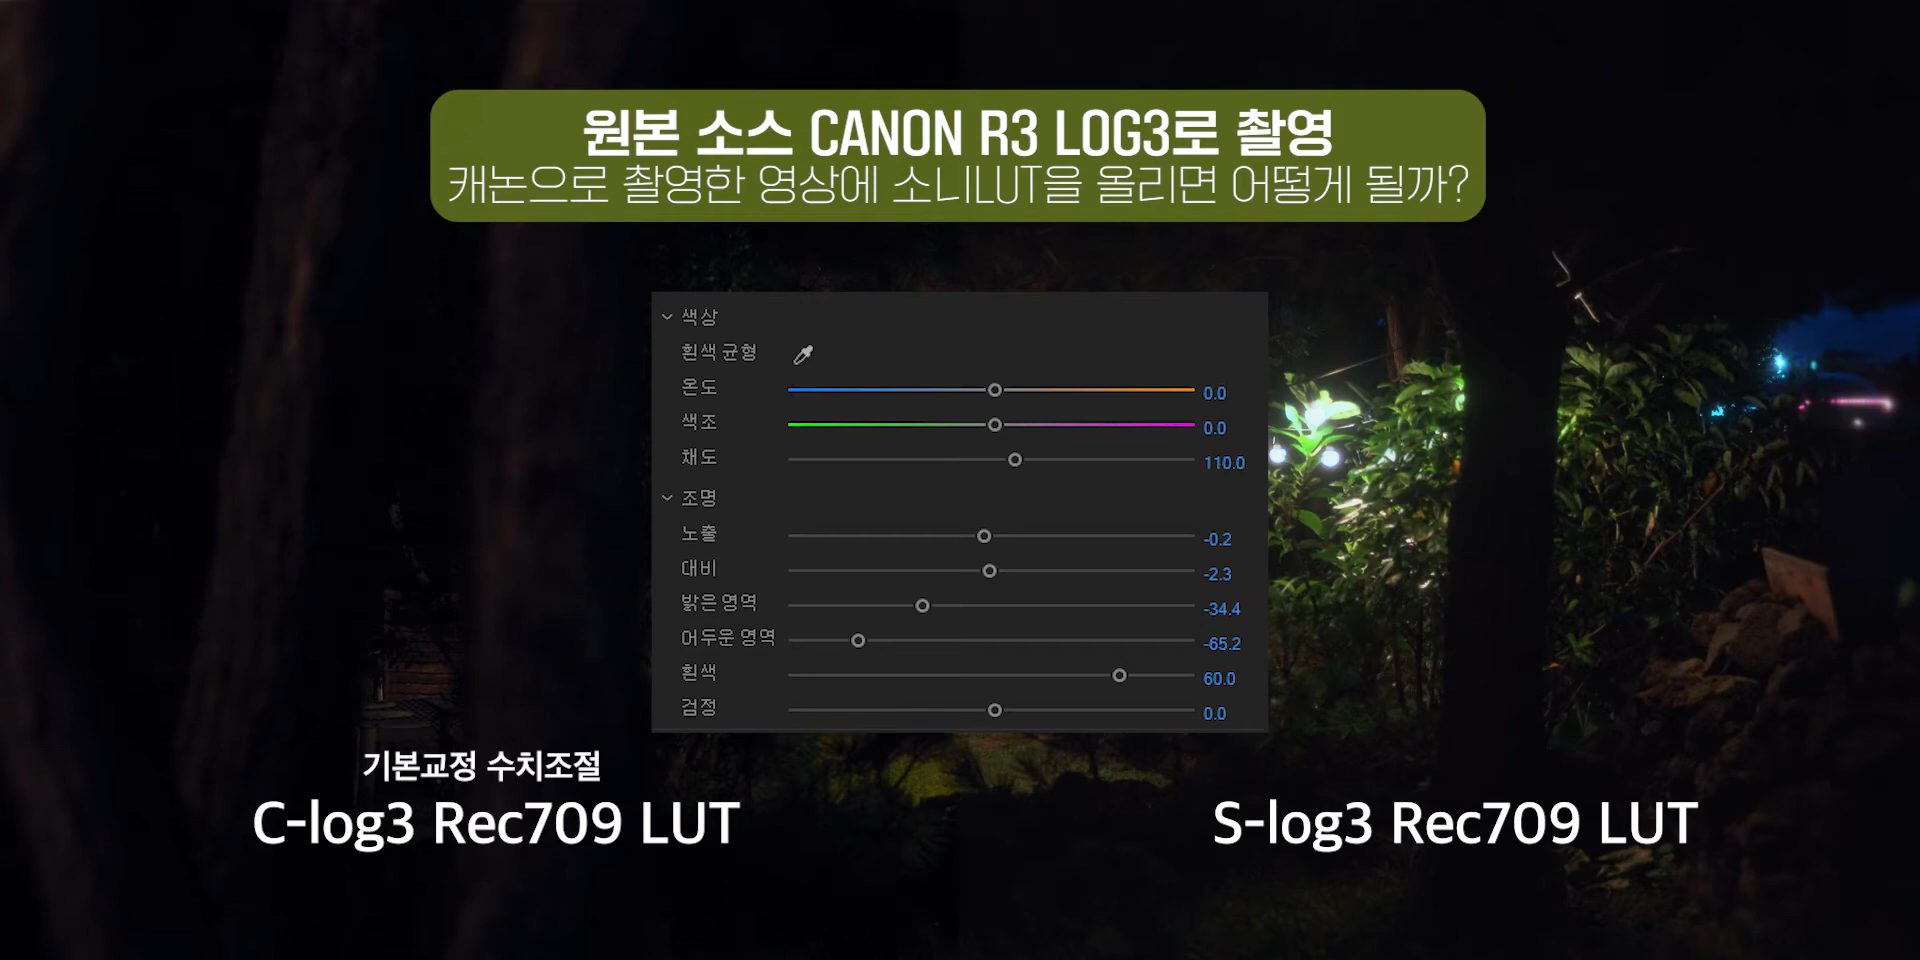 원본 소스 CANON R3 LOG3로 촬영
캐논으로 촬영한 영상에 소니LUT을 올리면 어떻게 될까?
색상
흰색 균형
온도 0.0
색조 0.0
채도 110.0
조명
노출 -0.2
대비 -2.3
밝은 영역 -34.4
어두운 영역 -65.2
흰색 60.0
검정 0.0
기본교정 수치조절
C-log3 Rec709 LUT
S-log3 Rec709 LUT